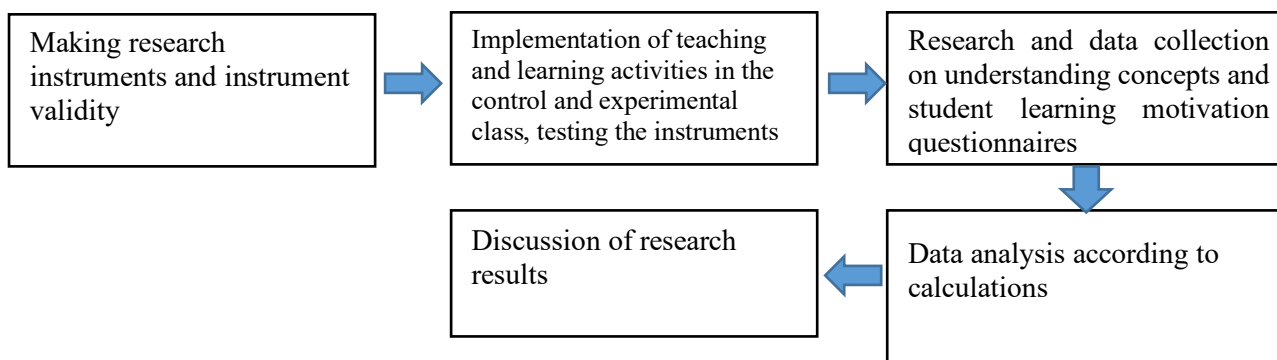 Making research
instruments and instrument
validity
Implementation of teaching
and learning activities in the
control and experimental
class, testing the instruments
Research and data collection
on understanding concepts and
student learning motivation
questionnaires
Data analysis according to
calculations
Discussion of research
results